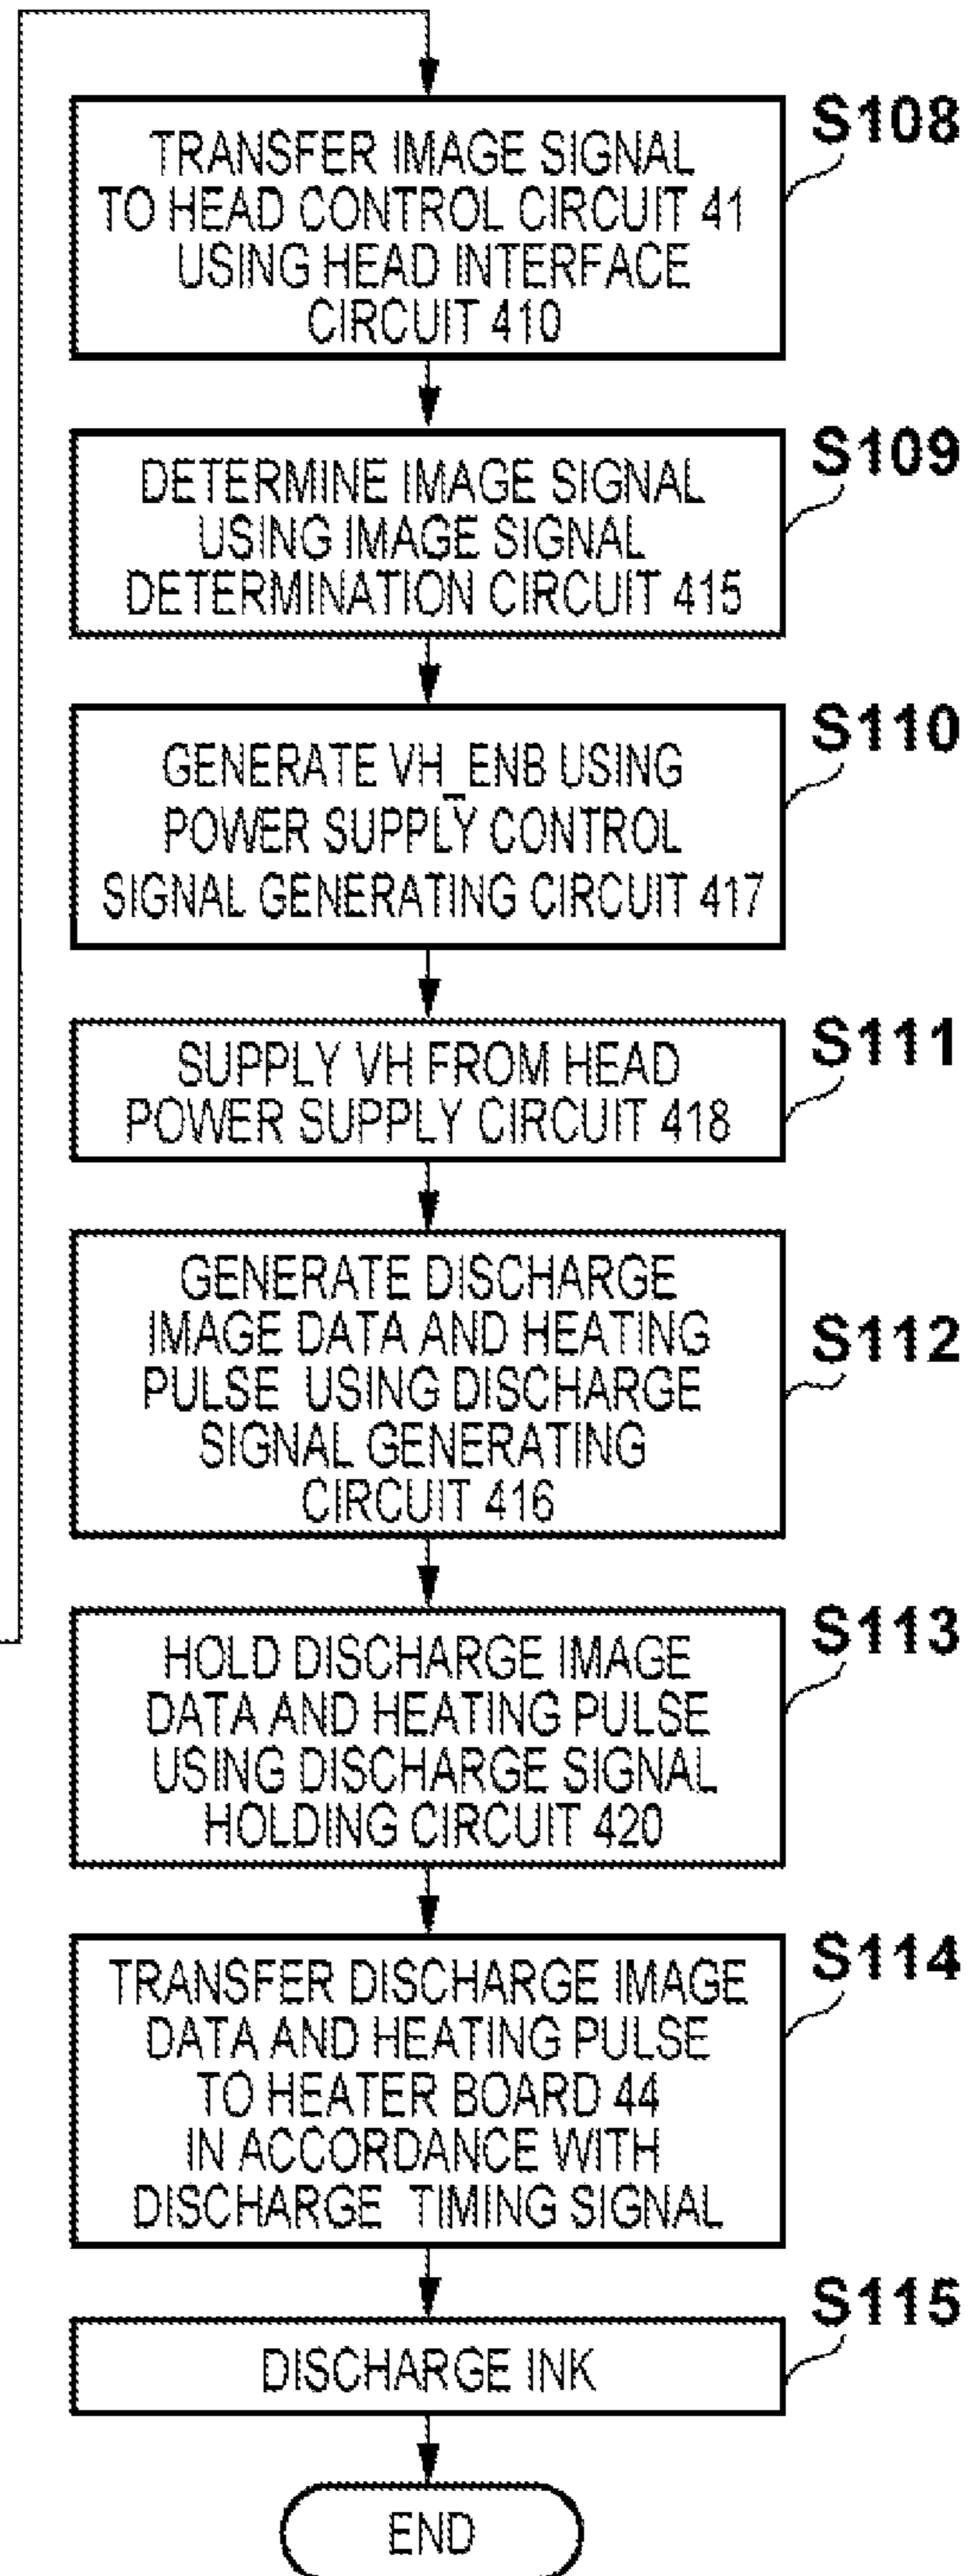 S108
TRANSFER IMAGE SIGNAL
TO HEAD CONTROL CIRCUIT 41
USING HEAD INTERFACE
CIRCUIT 410
S109
DETERMINE IMAGE SIGNAL
USING IMAGE SIGNAL
DETERMINATION CIRCUIT 415
S110
GENERATE VH_ENB USING
POWER SUPPLY CONTROL
SIGNAL GENERATING CIRCUIT 417
S111
SUPPLY VH FROM HEAD
POWER SUPPLY CIRCUIT 418
S112
GENERATE DISCHARGE
IMAGE DATA AND HEATING
PULSE USING DISCHARGE
SIGNAL GENERATING
CIRCUIT 416
S113
HOLD DISCHARGE IMAGE
DATA AND HEATING PULSE
USING DISCHARGE SIGNAL
HOLDING CIRCUIT 420
S114
TRANSFER DISCHARGE IMAGE
DATA AND HEATING PULSE
TO HEATER BOARD 44
IN ACCORDANCE WITH
DISCHARGE TIMING SIGNAL
S115
DISCHARGE INK
END